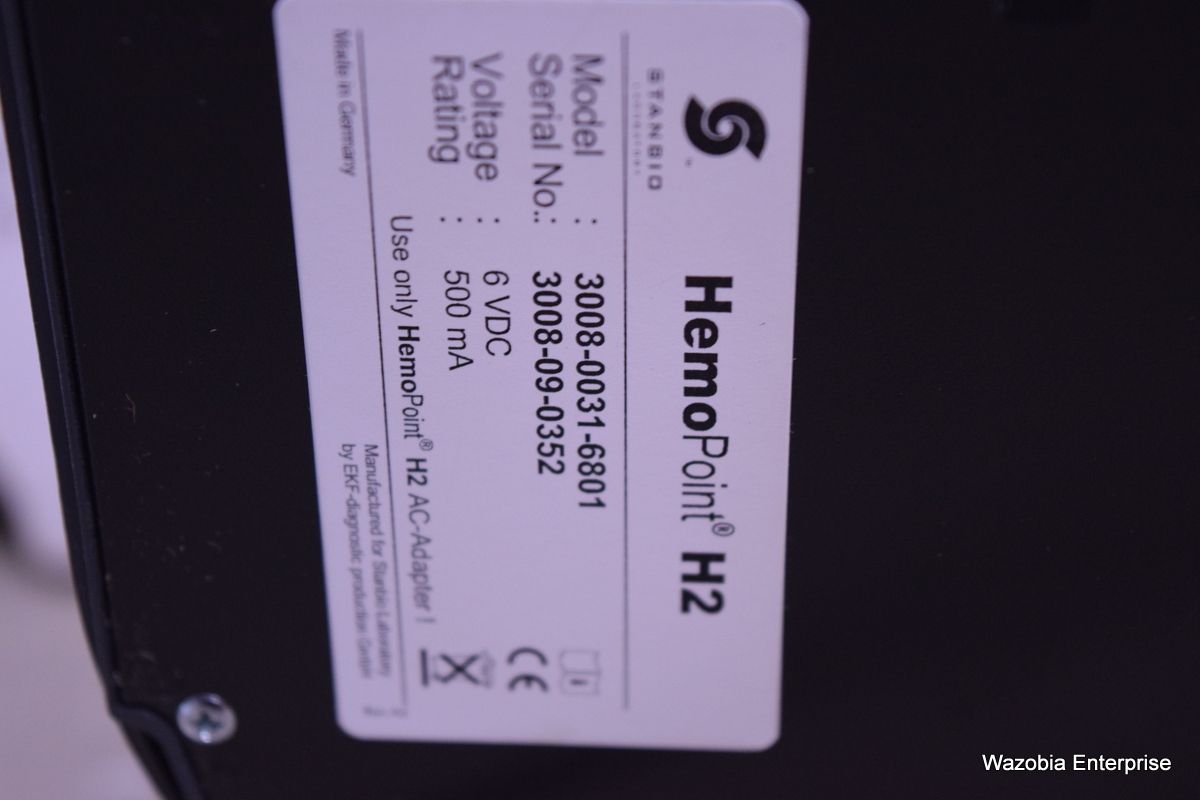 STANBIO
LABORATORY
HemoPoint® H2
Model : 3008-0031-6801
Serial No.: 3008-09-0352
Voltage : 6 VDC
Rating : 500 mA
Use only HemoPoint® H2 AC-Adapter !
Made in Germany
Manufactured for Stanbio Laboratory
by EKF-diagnostic production GmbH
Wazobia Enterprise